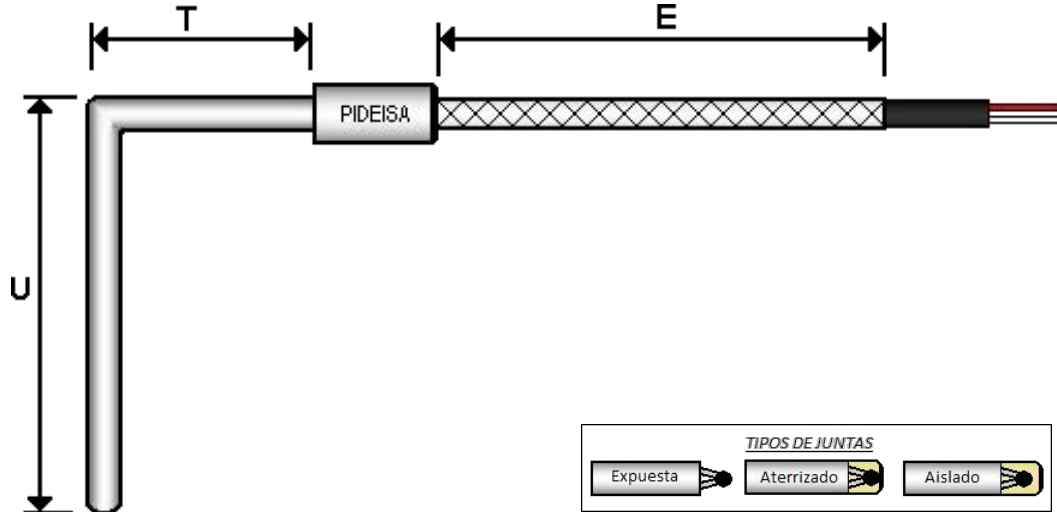 T
E
PIDEISA
U
TIPOS DE JUNTAS
Expuesta
Aterrizado
Aislado